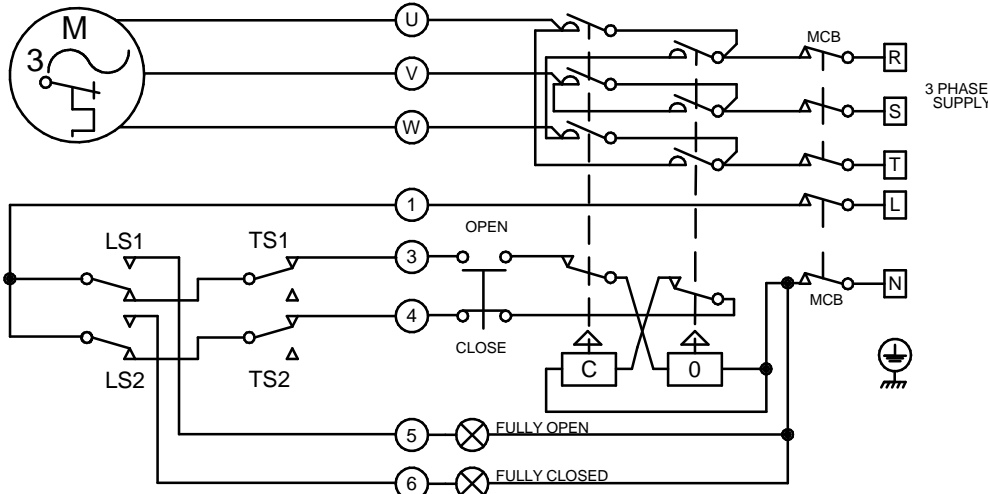 M
3
U
V
W
MCB
R
S
T
3 PHASE
SUPPLY
1
L
LS1
TS1
3
OPEN
4
CLOSE
MCB
N
LS2
TS2
C
0
5
FULLY OPEN
6
FULLY CLOSED